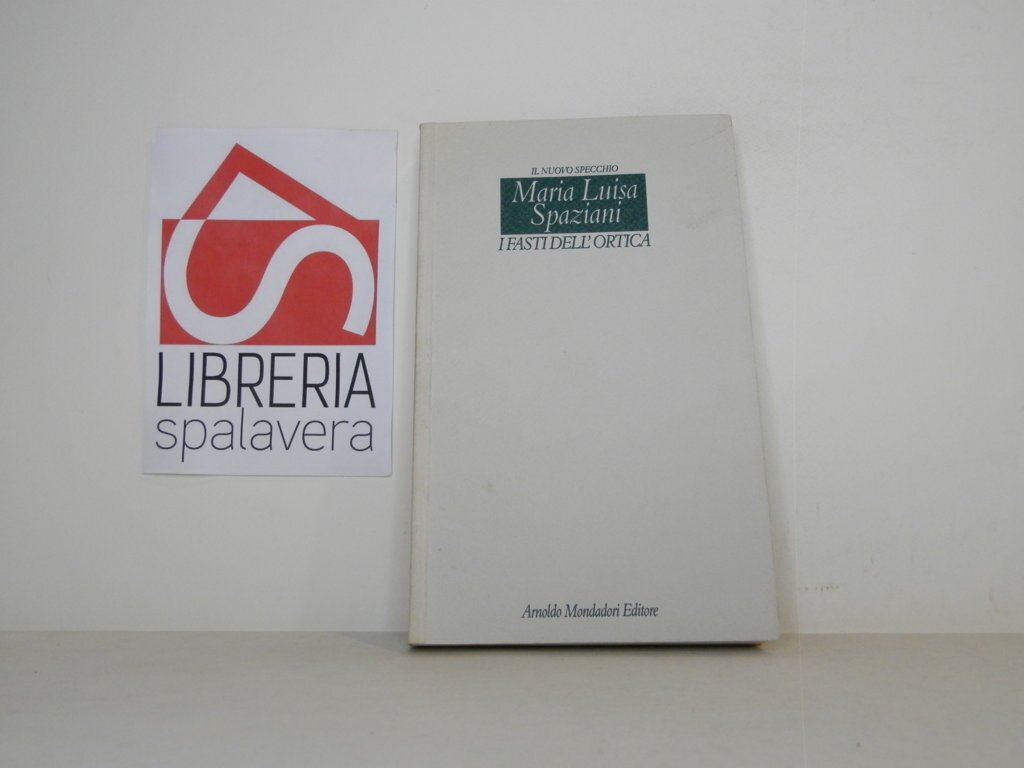 LIBRERIA
spalavera
IL NUOVO SPECCHIO
Maria Luisa
Spaziani
I FASTI DELL'ORTICA
Arnoldo Mondadori Editore